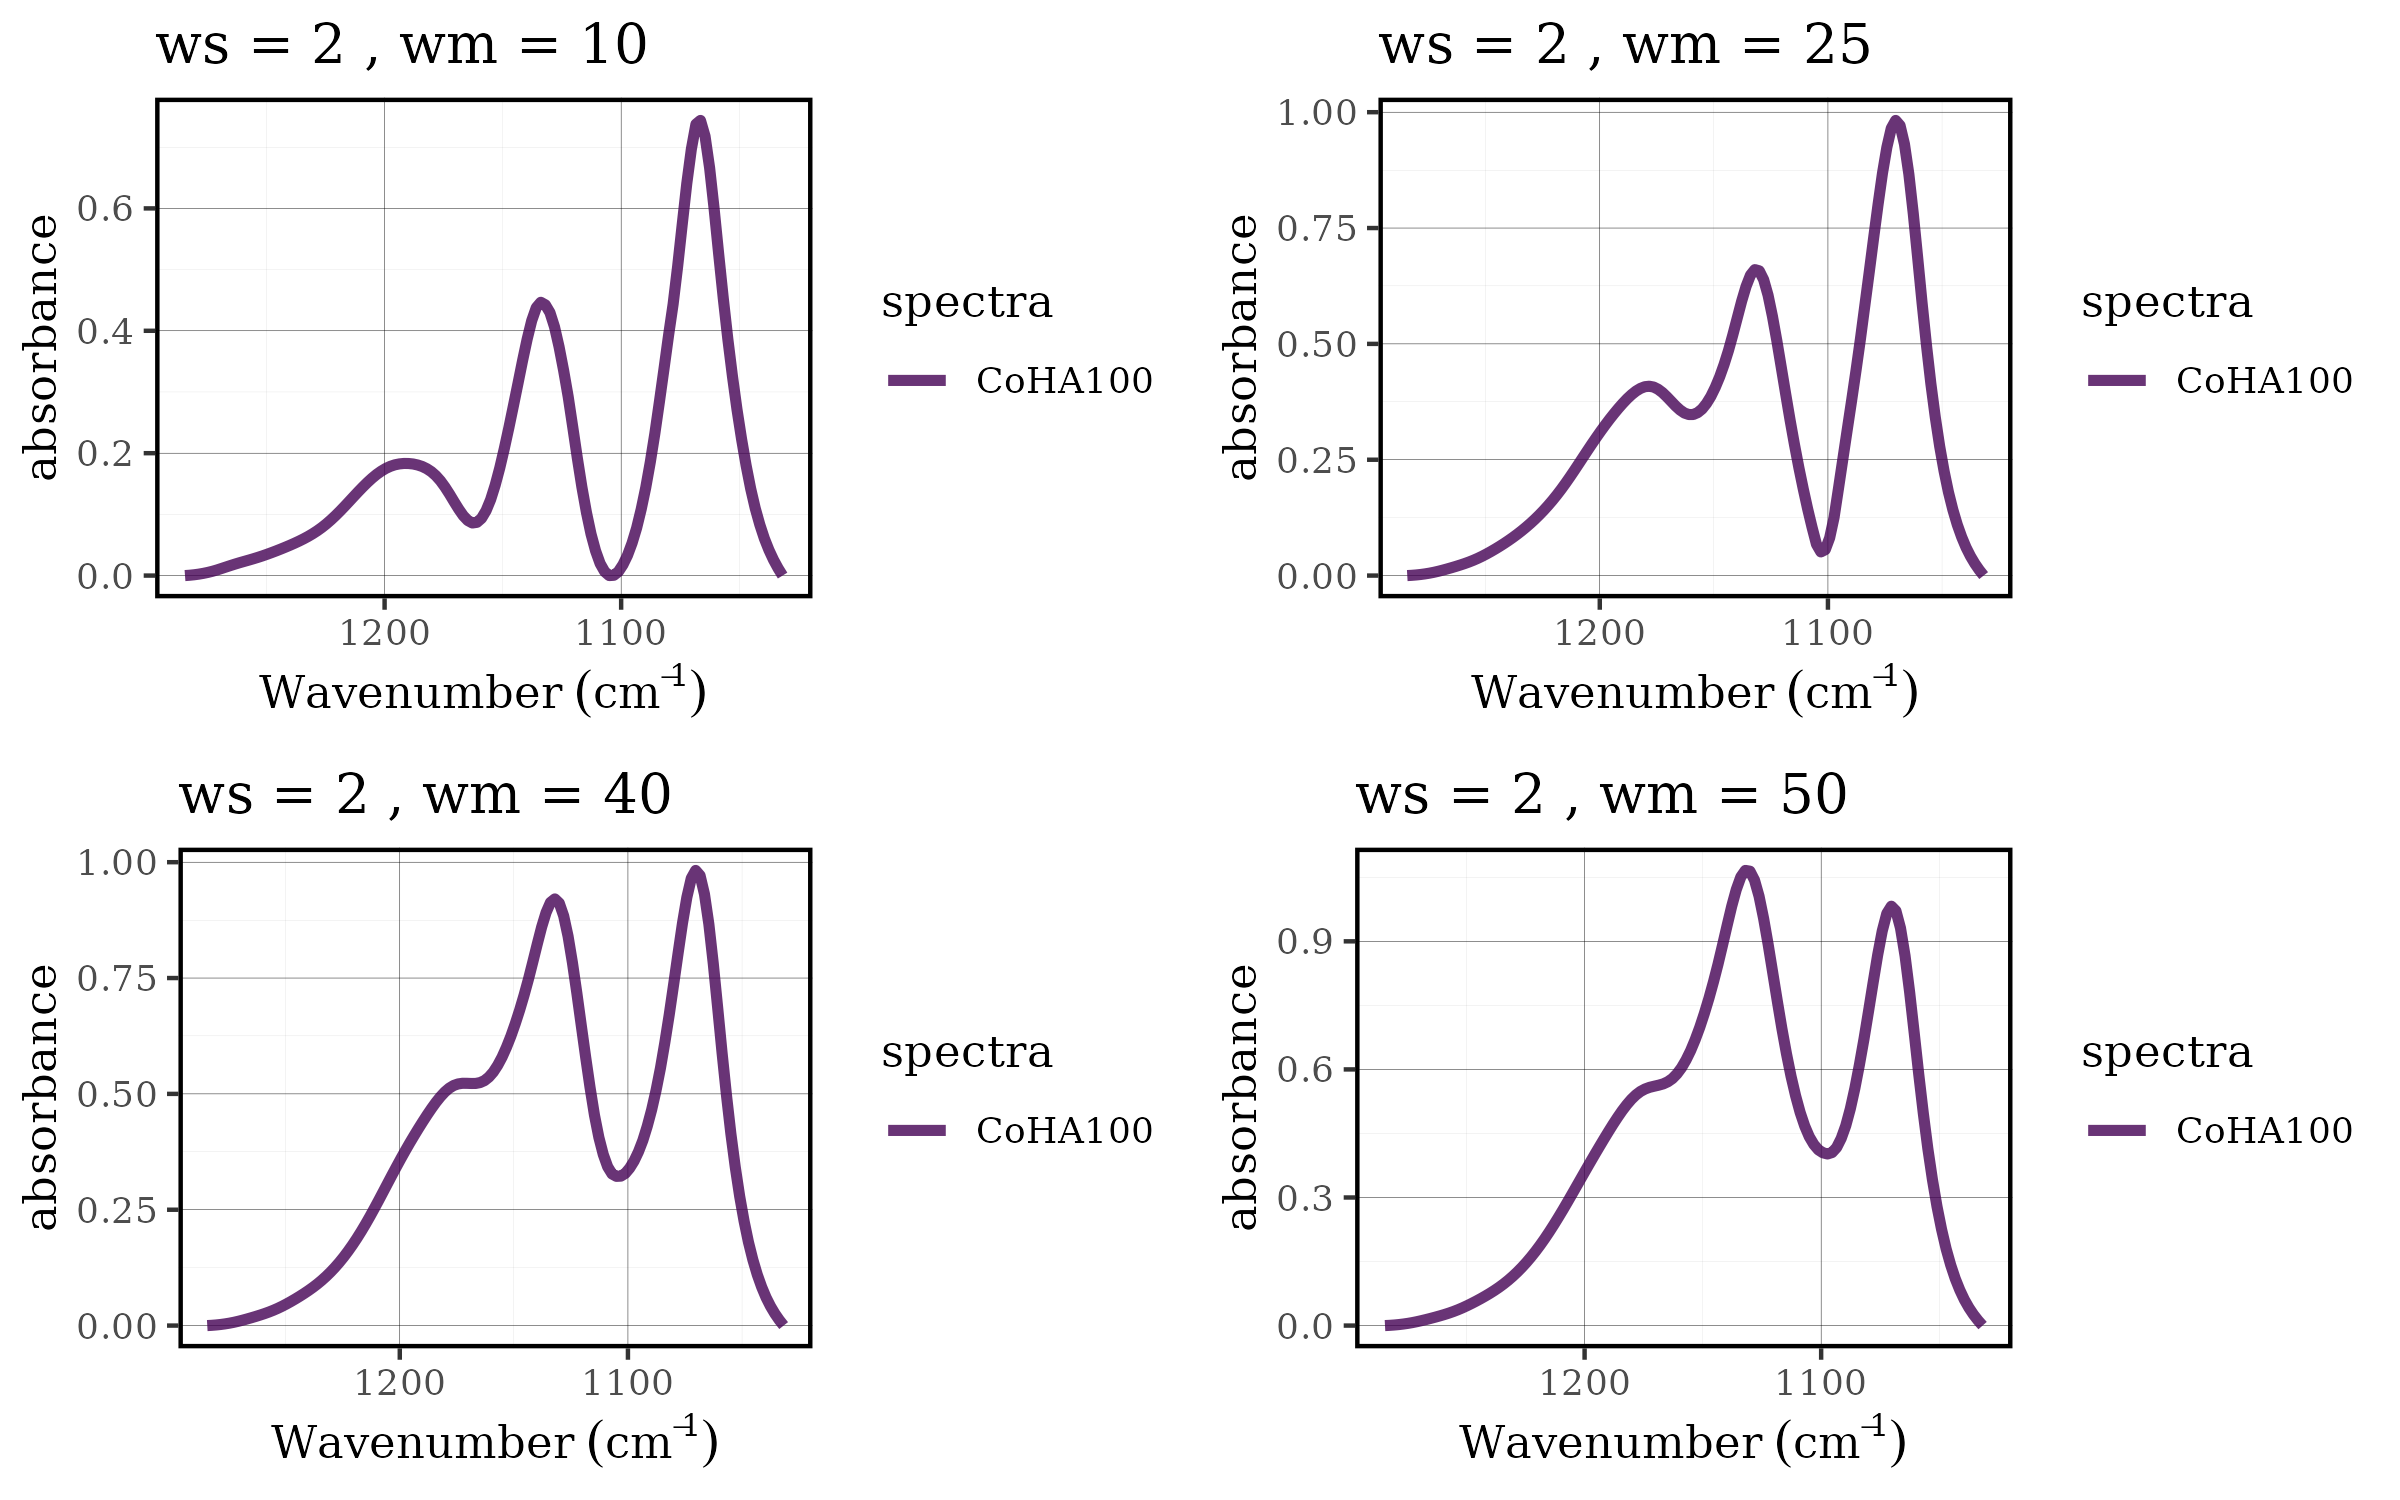 ws = 2 , wm = 10
0.6
0.4
0.2
0.0
absorbance
1200 1100
Wavenumber (cm⁻¹)
spectra
CoHA100
ws = 2 , wm = 25
1.00
0.75
0.50
0.25
0.00
absorbance
1200 1100
Wavenumber (cm⁻¹)
spectra
CoHA100
ws = 2 , wm = 40
1.00
0.75
0.50
0.25
0.00
absorbance
1200 1100
Wavenumber (cm⁻¹)
spectra
CoHA100
ws = 2 , wm = 50
0.9
0.6
0.3
0.0
absorbance
1200 1100
Wavenumber (cm⁻¹)
spectra
CoHA100